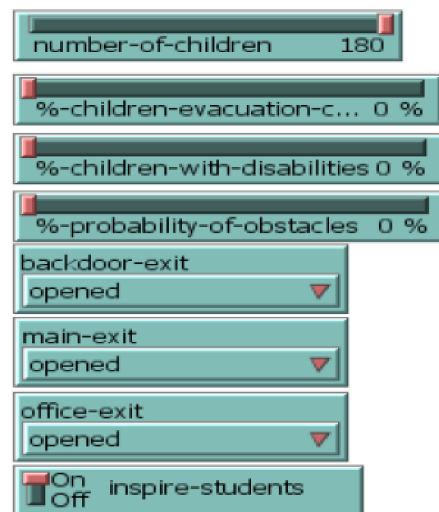 number-of-children 180
%-children-evacuation-c... 0 %
%-children-with-disabilities 0 %
%-probability-of-obstacles 0 %
backdoor-exit
opened
main-exit
opened
office-exit
opened
On
Off inspire-students